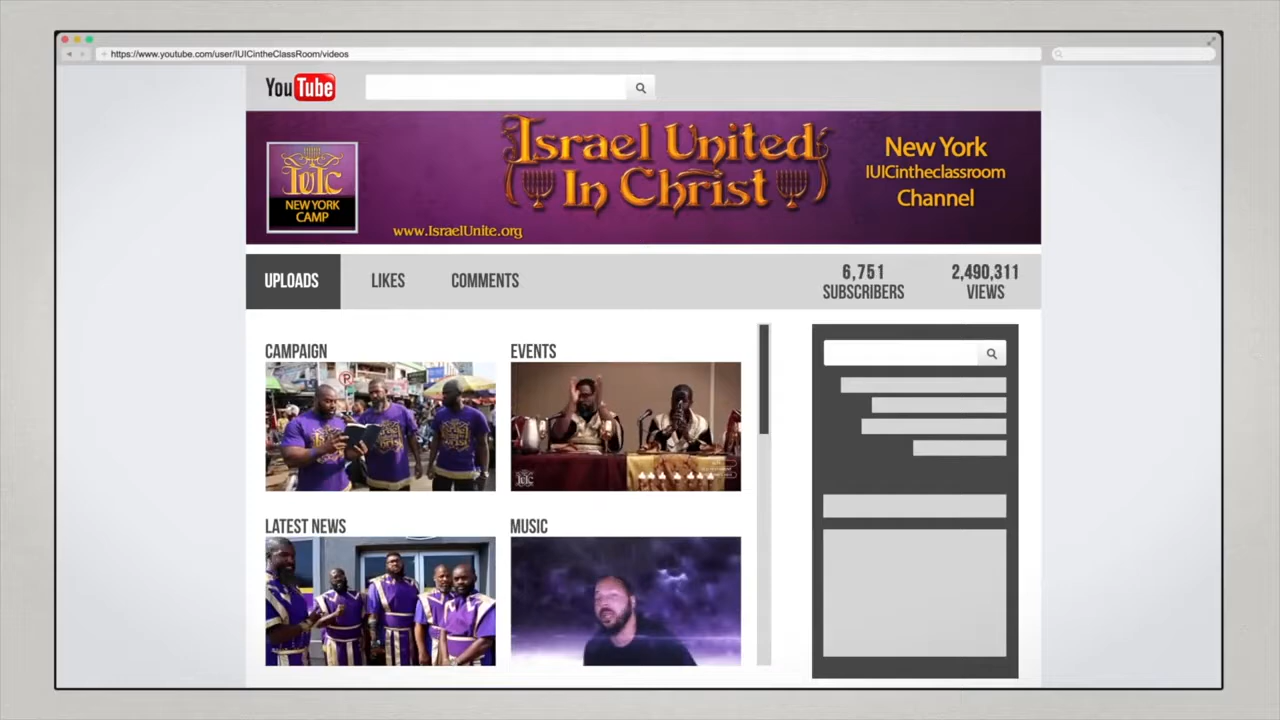 https://www.youtube.com/user/IUICintheClassRoom/videos
YouTube
Israel United
In Christ
New York
IUICintheclassroom
Channel
IUIC
NEW YORK
CAMP
www.IsraelUnite.org
UPLOADS
LIKES
COMMENTS
6,751
SUBSCRIBERS
2,490,311
VIEWS
CAMPAIGN
EVENTS
IUIC
LATEST NEWS
MUSIC